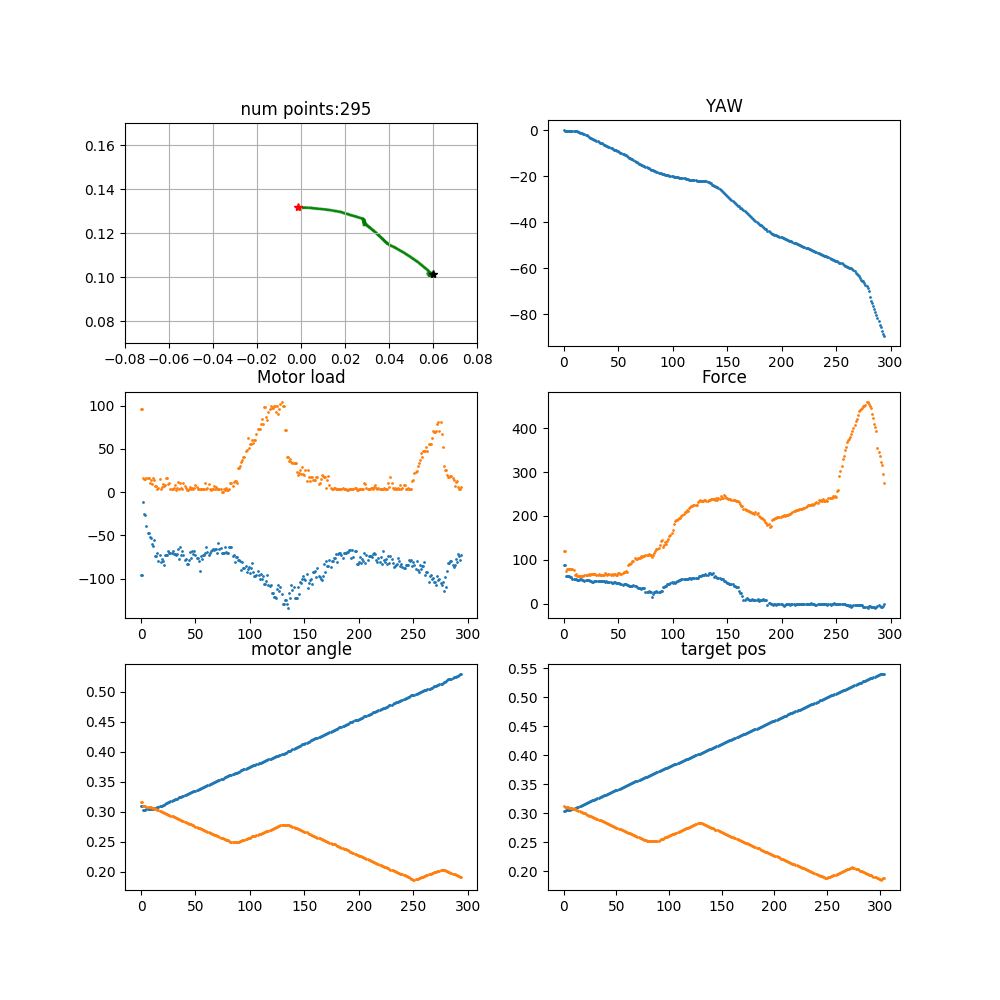 num points:295
YAW
0.16
0.14
0.12
0.10
0.08
−0.08 −0.06 −0.04 −0.02 0.00 0.02 0.04 0.06 0.08
0
−20
−40
−60
−80
0 50 100 150 200 250 300
Motor load
Force
100
50
0
−50
−100
0 50 100 150 200 250 300
400
300
200
100
0
0 50 100 150 200 250 300
motor angle
target pos
0.50
0.45
0.40
0.35
0.30
0.25
0.20
0 50 100 150 200 250 300
0.55
0.50
0.45
0.40
0.35
0.30
0.25
0.20
0 50 100 150 200 250 300